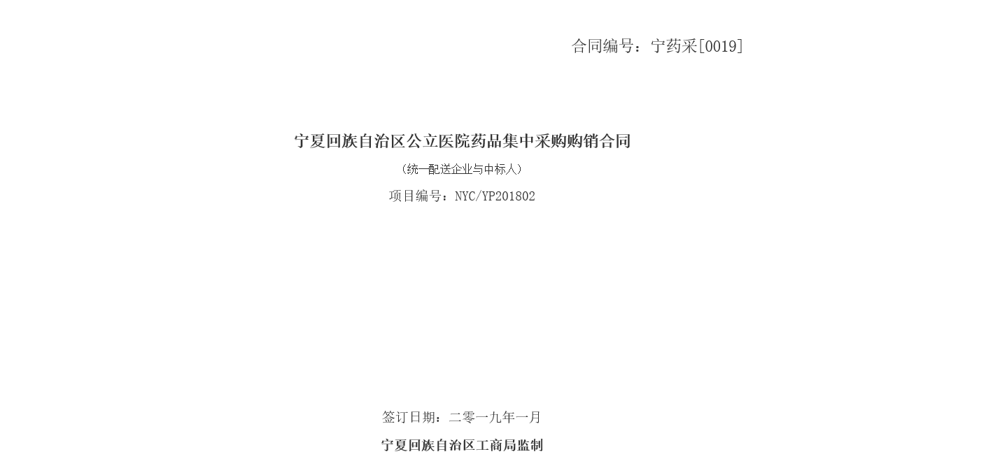 合同编号：宁药采[0019]
宁夏回族自治区公立医院药品集中采购购销合同
（统一配送企业与中标人）
项目编号：NYC/YP201802
签订日期：二零一九年一月
宁夏回族自治区工商局监制